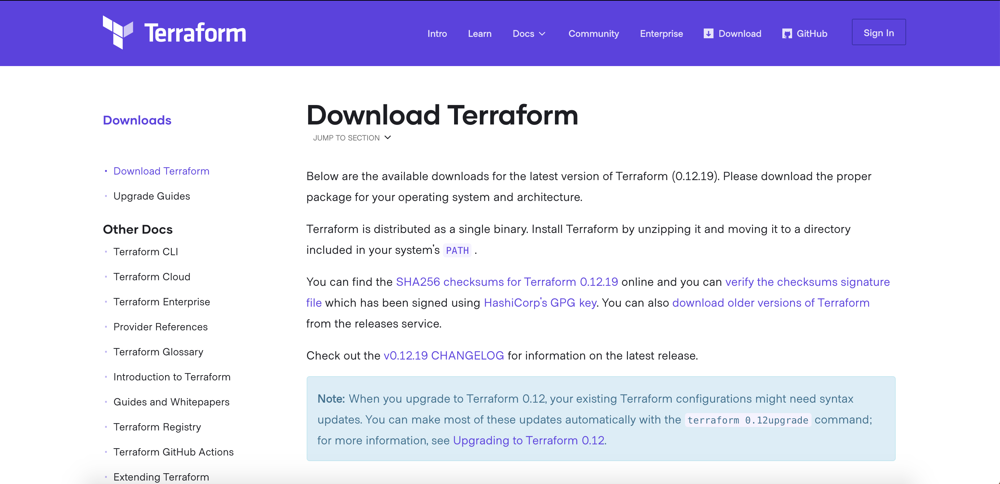 Terraform
Intro
Learn
Docs
Community
Enterprise
Download
GitHub
Sign In
Downloads
Download Terraform
Upgrade Guides
Other Docs
Terraform CLI
Terraform Cloud
Terraform Enterprise
Provider References
Terraform Glossary
Introduction to Terraform
Guides and Whitepapers
Terraform Registry
Terraform GitHub Actions
Extending Terraform
Download Terraform
JUMP TO SECTION
Below are the available downloads for the latest version of Terraform (0.12.19). Please download the proper
package for your operating system and architecture.
Terraform is distributed as a single binary. Install Terraform by unzipping it and moving it to a directory
included in your system's PATH .
You can find the SHA256 checksums for Terraform 0.12.19 online and you can verify the checksums signature
file which has been signed using HashiCorp's GPG key. You can also download older versions of Terraform
from the releases service.
Check out the v0.12.19 CHANGELOG for information on the latest release.
Note: When you upgrade to Terraform 0.12, your existing Terraform configurations might need syntax
updates. You can make most of these updates automatically with the terraform 0.12upgrade command;
for more information, see Upgrading to Terraform 0.12.